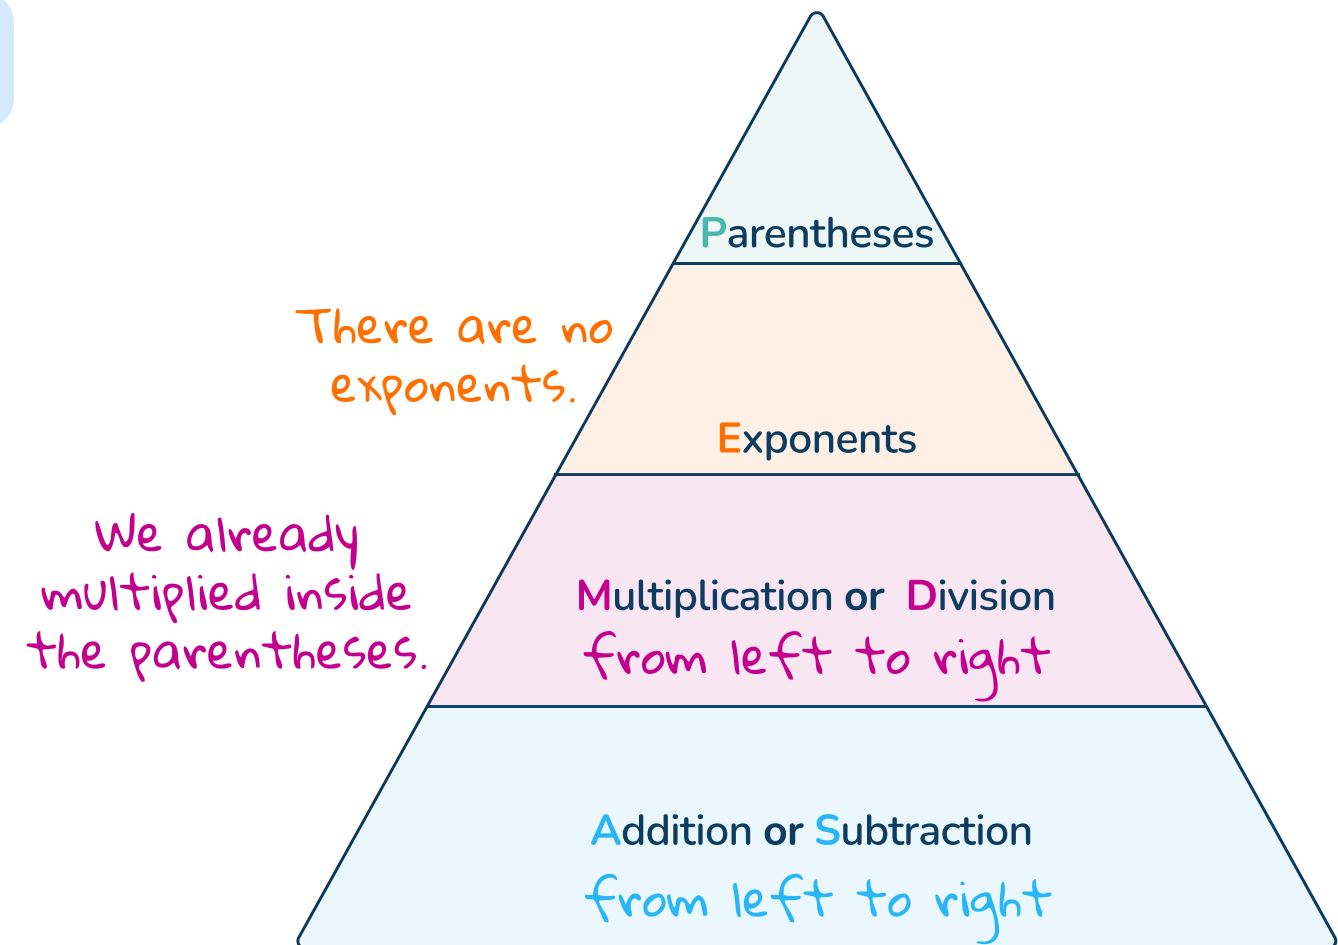 Parentheses
There are no
exponents.
Exponents
We already
multiplied inside
the parentheses.
Multiplication or Division
from left to right
Addition or Subtraction
from left to right